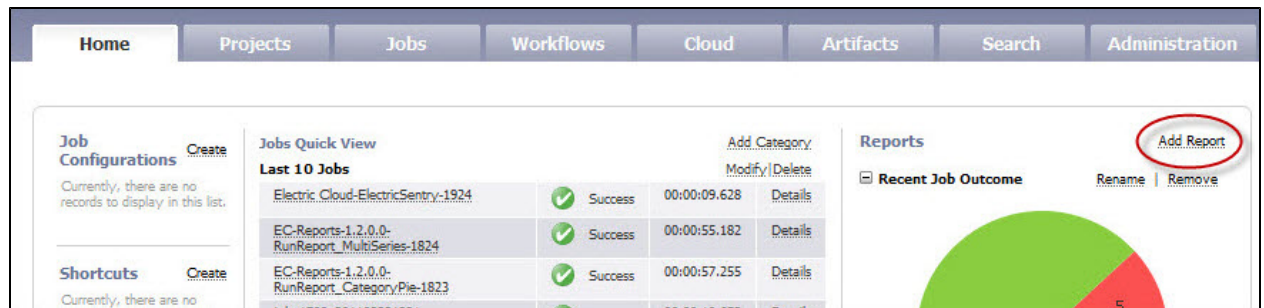 Home Projects Jobs Workflows Cloud Artifacts Search Administration
Job
Configurations Create
Currently, there are no
records to display in this list.
Shortcuts Create
Currently, there are no
Jobs Quick View Add Category
Last 10 Jobs Modify|Delete
Electric Cloud-ElectricSentry-1924 Success 00:00:09.628 Details
EC-Reports-1.2.0.0-
RunReport_MultiSeries-1824 Success 00:00:55.182 Details
EC-Reports-1.2.0.0-
RunReport_CategoryPie-1823 Success 00:00:57.255 Details
Reports Add Report
Recent Job Outcome Rename | Remove
5